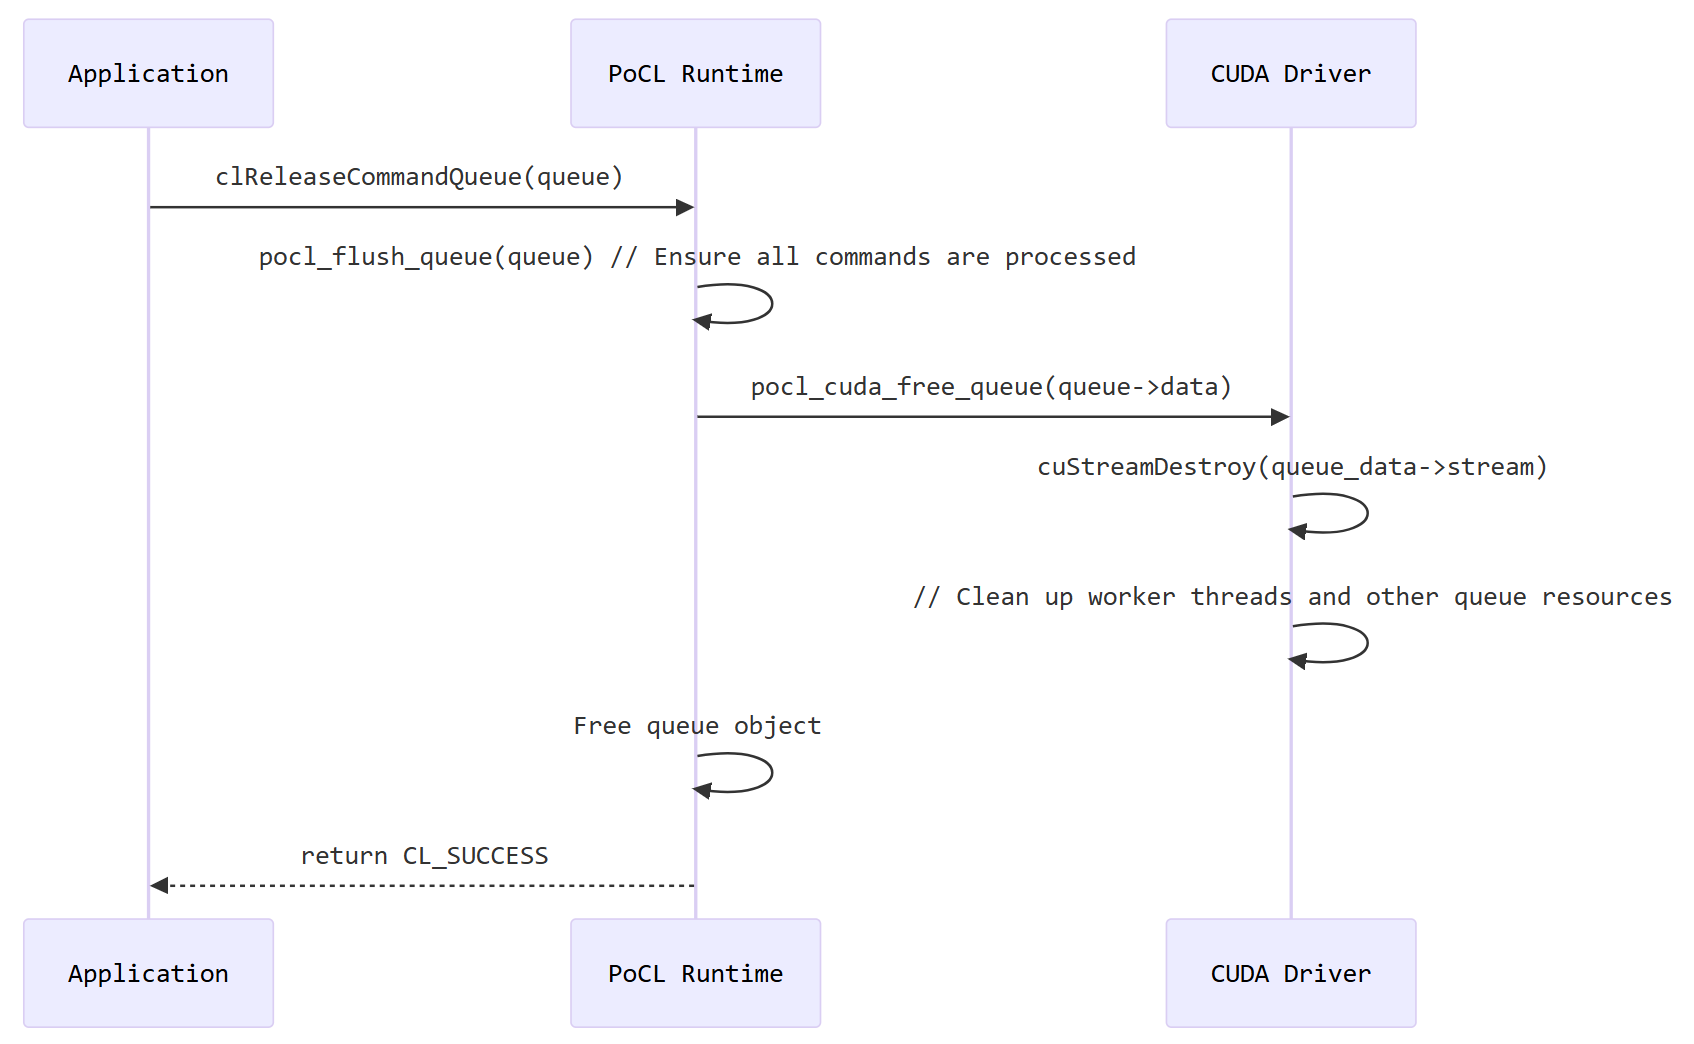 Application
PoCL Runtime
CUDA Driver
clReleaseCommandQueue(queue)
pocl_flush_queue(queue) // Ensure all commands are processed
pocl_cuda_free_queue(queue->data)
cuStreamDestroy(queue_data->stream)
// Clean up worker threads and other queue resources
Free queue object
return CL_SUCCESS
Application
PoCL Runtime
CUDA Driver